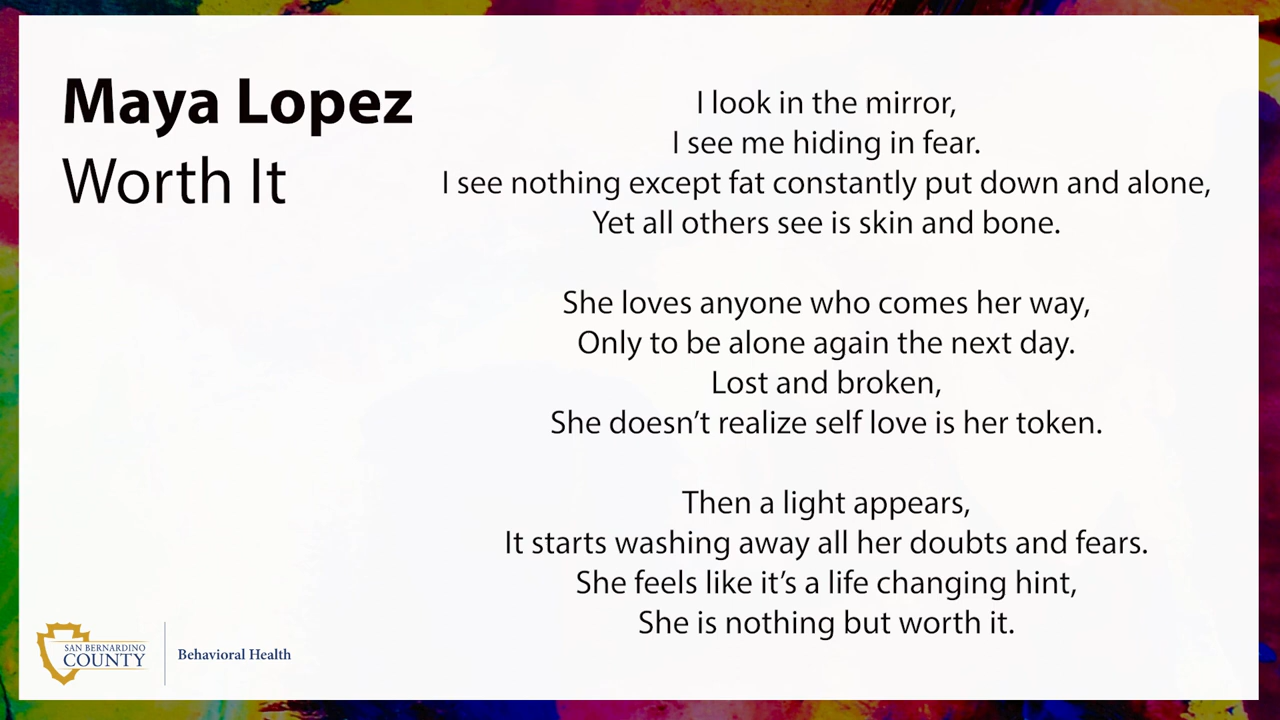 Maya Lopez
Worth It
I look in the mirror,
I see me hiding in fear.
I see nothing except fat constantly put down and alone,
Yet all others see is skin and bone.
She loves anyone who comes her way,
Only to be alone again the next day.
Lost and broken,
She doesn’t realize self love is her token.
Then a light appears,
It starts washing away all her doubts and fears.
She feels like it’s a life changing hint,
She is nothing but worth it.
SAN BERNARDINO
COUNTY
Behavioral Health